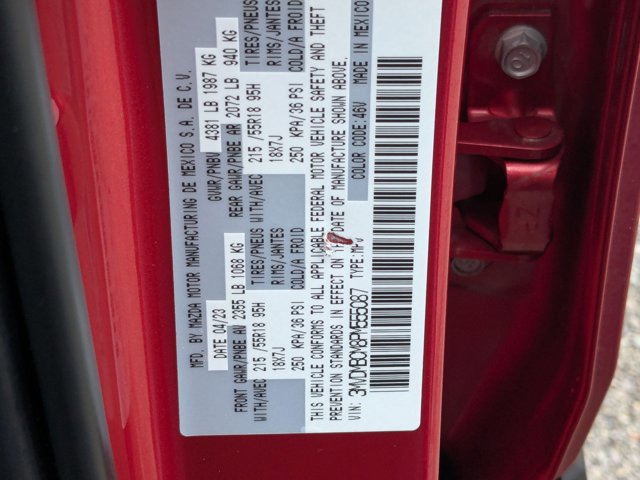 MFD. BY MAZDA MOTOR MANUFACTURING DE MEXICO S.A. DE C.V.
DATE 04/23 GVWR/PNBV 4381 LB 1987 KG
FRONT GAWR/PNBE AV 2355 LB 1068 KG REAR GAWR/PNBE AR 2072 LB 940 KG
WITH/AVEC TIRES/PNEUS WITH/AVEC TIRES/PNEUS
215 /55R18 95H RIMS/JANTES 215 /55R18 95H RIMS/JANTES
18X7J COLD/A FROID 18X7J COLD/A FROID
250 KPA/36 PSI 250 KPA/36 PSI
THIS VEHICLE CONFORMS TO ALL APPLICABLE FEDERAL MOTOR VEHICLE SAFETY AND THEFT
PREVENTION STANDARDS IN EFFECT ON DATE OF MANUFACTURE SHOWN ABOVE.
VIN: TYPE: MPV COLOR CODE: 46V MADE IN MEXICO